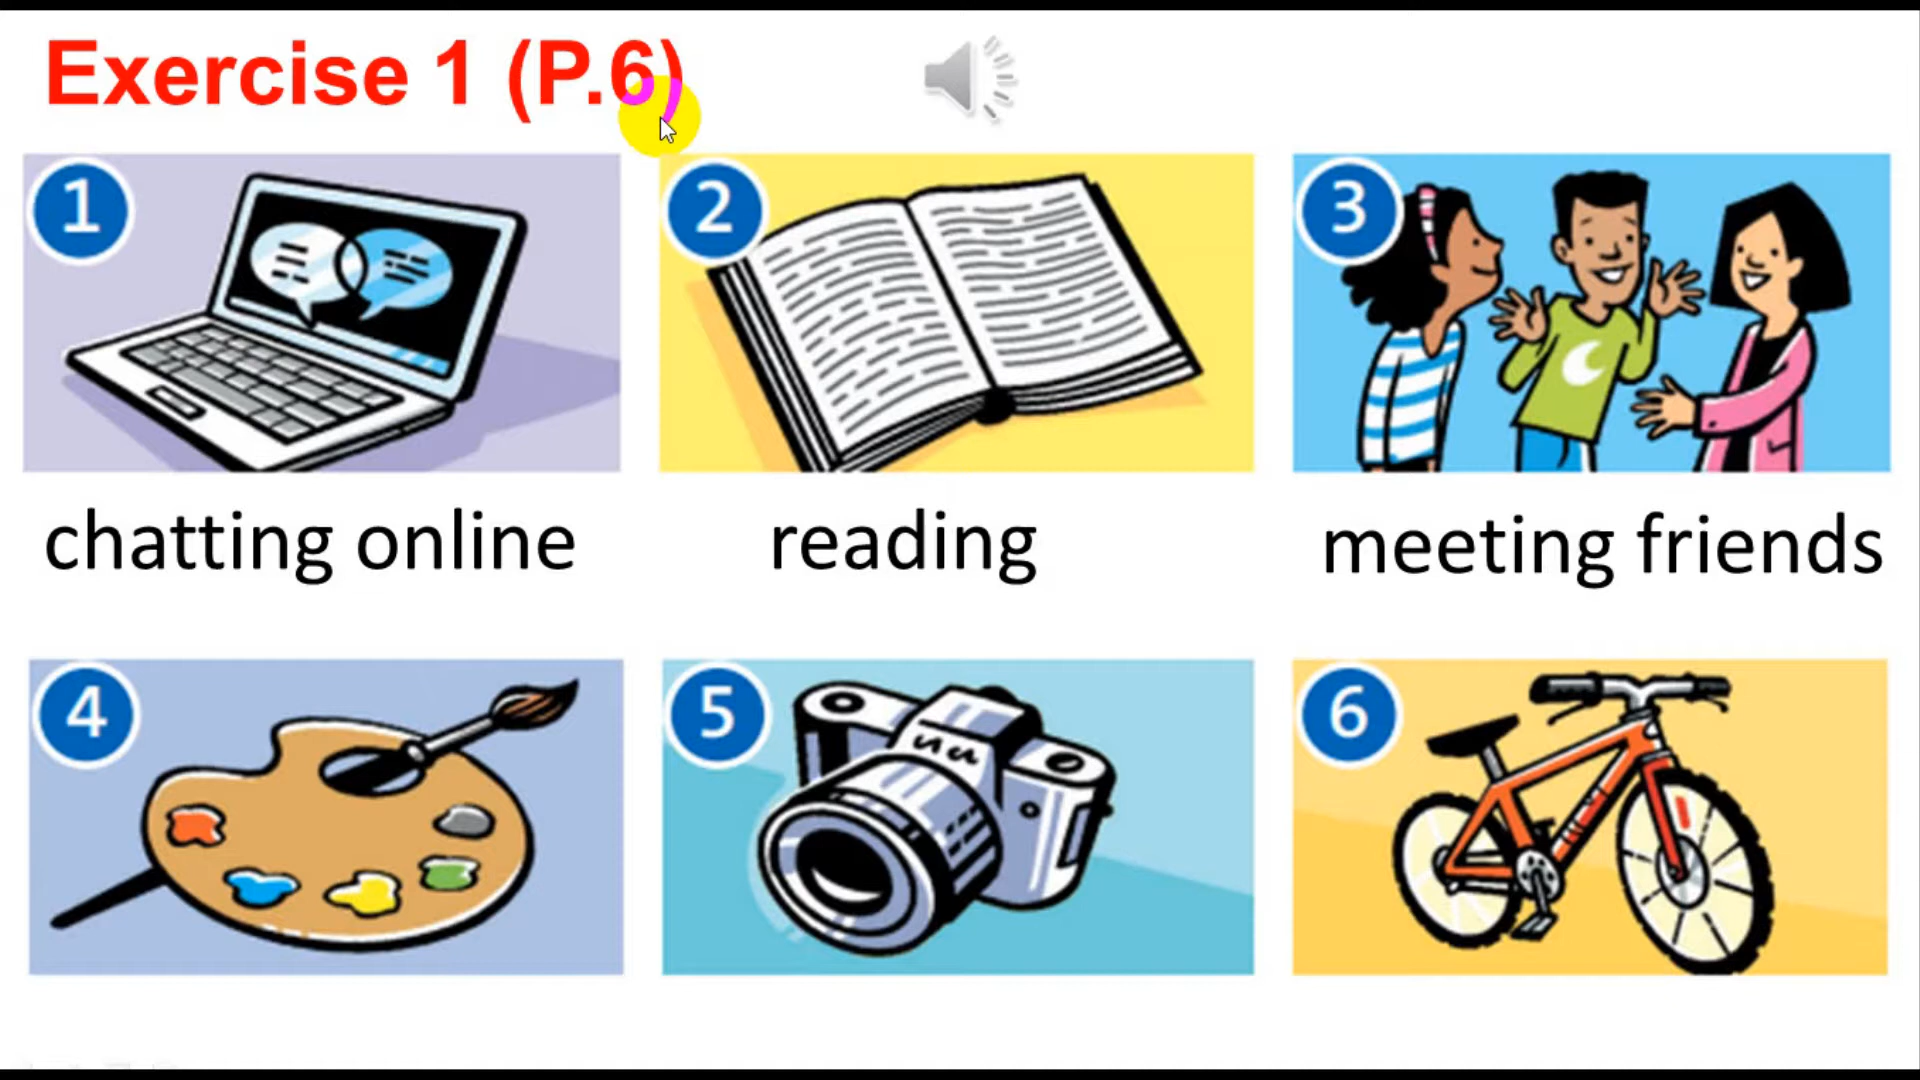 Exercise 1 (P.6)
1
2
3
chatting online
reading
meeting friends
4
5
6